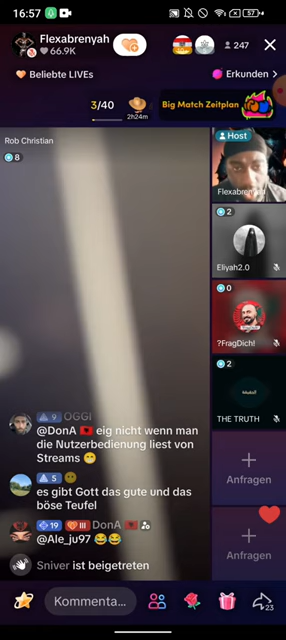 16:57
57
Flexabrenyah
66.9K
247
Beliebte LIVEs
Erkunden
3/40
2h24m
Big Match Zeitplan
Rob Christian
8
Host
Flexabrenyah
2
Eliyah2.0
0
?FragDich!
2
THE TRUTH
Anfragen
Anfragen
9 OGGI
@DonA 🇦🇱 eig nicht wenn man
die Nutzerbedienung liest von
Streams 😁
5
es gibt Gott das gute und das
böse Teufel
19 III DonA 🇦🇱
@Ale_ju97 😂😂
Sniver ist beigetreten
Kommenta...
23